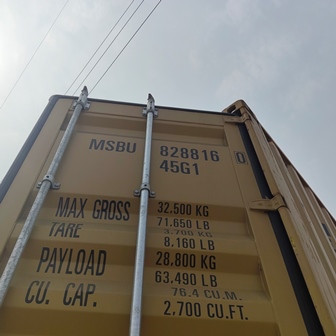 MSBU 828816 0
45G1
MAX GROSS 32.500 KG
71.650 LB
TARE 3.700 KG
8.160 LB
PAYLOAD 28.800 KG
63.490 LB
CU. CAP. 76.4 CU.M.
2.700 CU.FT.